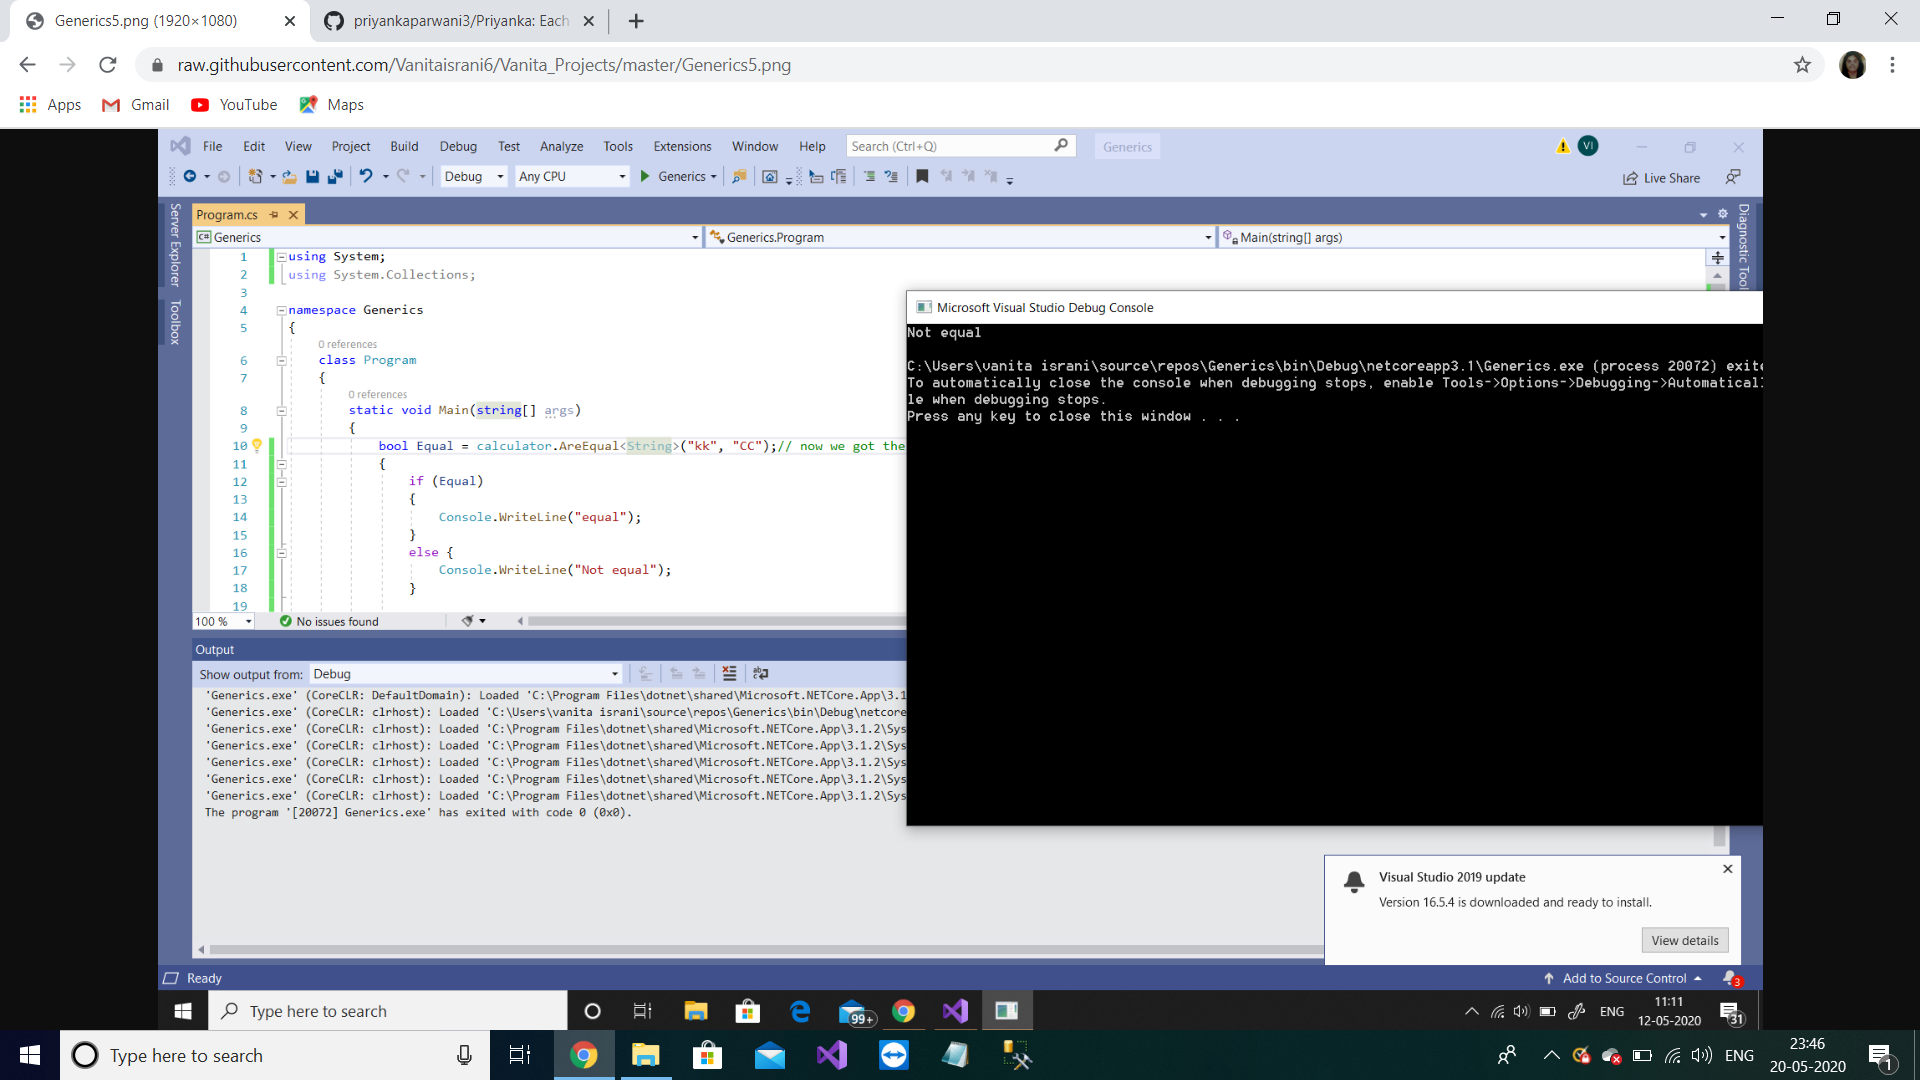 Generics5.png (1920×1080)
priyankaparwani3/Priyanka: Each
raw.githubusercontent.com/Vanitaisrani6/Vanita_Projects/master/Generics5.png
Apps Gmail YouTube Maps
File Edit View Project Build Debug Test Analyze Tools Extensions Window Help Search (Ctrl+Q) Generics VI
Debug Any CPU Generics Live Share
Server Explorer
Toolbox
Diagnostic Tool
Program.cs
C# Generics Generics.Program Main(string[] args)
1 using System;
2 using System.Collections;
3
4 namespace Generics
5 {
0 references
6 class Program
7 {
0 references
8 static void Main(string[] args)
9 {
10 bool Equal = calculator.AreEqual<String>("kk", "CC");// now we got the
11 {
12 if (Equal)
13 {
14 Console.WriteLine("equal");
15 }
16 else {
17 Console.WriteLine("Not equal");
18 }
19
100 % No issues found
Microsoft Visual Studio Debug Console
Not equal
C:\Users\vanita israni\source\repos\Generics\bin\Debug\netcoreapp3.1\Generics.exe (process 20072) exite
To automatically close the console when debugging stops, enable Tools->Options->Debugging->Automatical
le when debugging stops.
Press any key to close this window . . .
Output
Show output from: Debug
'Generics.exe' (CoreCLR: DefaultDomain): Loaded 'C:\Program Files\dotnet\shared\Microsoft.NETCore.App\3.1
'Generics.exe' (CoreCLR: clrhost): Loaded 'C:\Users\vanita israni\source\repos\Generics\bin\Debug\netcore
'Generics.exe' (CoreCLR: clrhost): Loaded 'C:\Program Files\dotnet\shared\Microsoft.NETCore.App\3.1.2\Sys
'Generics.exe' (CoreCLR: clrhost): Loaded 'C:\Program Files\dotnet\shared\Microsoft.NETCore.App\3.1.2\Sys
'Generics.exe' (CoreCLR: clrhost): Loaded 'C:\Program Files\dotnet\shared\Microsoft.NETCore.App\3.1.2\Sys
'Generics.exe' (CoreCLR: clrhost): Loaded 'C:\Program Files\dotnet\shared\Microsoft.NETCore.App\3.1.2\Sys
'Generics.exe' (CoreCLR: clrhost): Loaded 'C:\Program Files\dotnet\shared\Microsoft.NETCore.App\3.1.2\Sys
The program '[20072] Generics.exe' has exited with code 0 (0x0).
Visual Studio 2019 update
Version 16.5.4 is downloaded and ready to install.
View details
Ready Add to Source Control 3
Type here to search 99+ ENG 11:11
12-05-2020 31
Type here to search ENG 23:46
20-05-2020 1